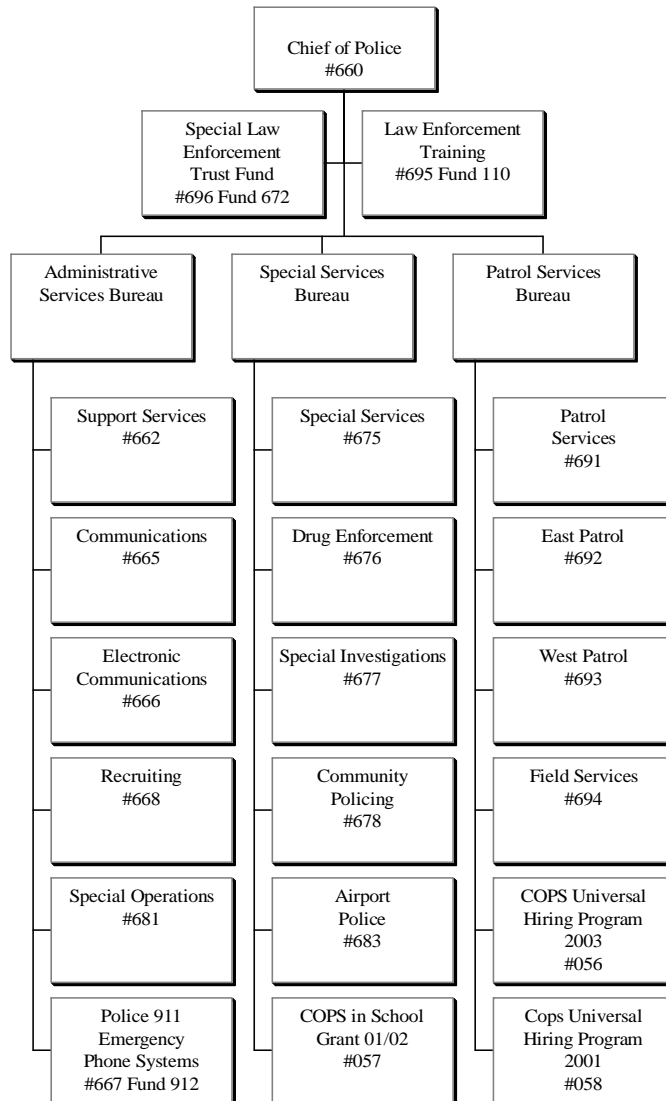 Chief of Police
#660
Special Law
Enforcement
Trust Fund
#696 Fund 672
Law Enforcement
Training
#695 Fund 110
Administrative
Services Bureau
Special Services
Bureau
Patrol Services
Bureau
Support Services
#662
Communications
#665
Electronic
Communications
#666
Recruiting
#668
Special Operations
#681
Police 911
Emergency
Phone Systems
#667 Fund 912
Special Services
#675
Drug Enforcement
#676
Special Investigations
#677
Community
Policing
#678
Airport
Police
#683
COPS in School
Grant 01/02
#057
Patrol
Services
#691
East Patrol
#692
West Patrol
#693
Field Services
#694
COPS Universal
Hiring Program
2003
#056
Cops Universal
Hiring Program
2001
#058